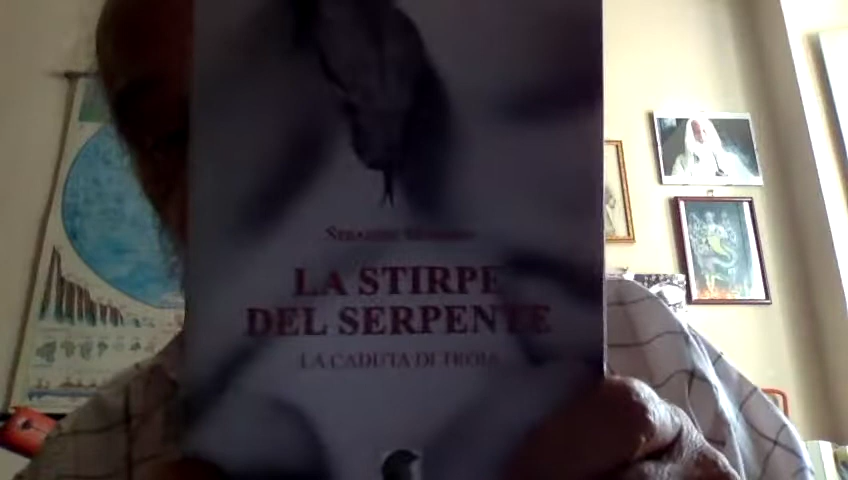 LA STIRPE
DEL SERPENTE
LA CADUTA DI TROIA